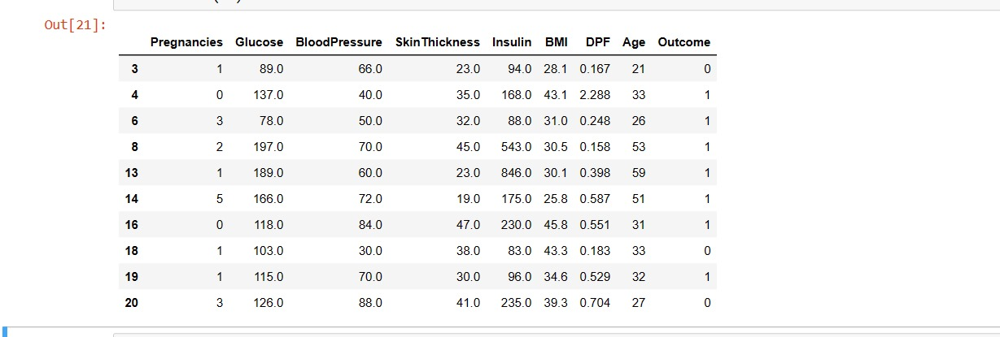 Out[21]:
Pregnancies Glucose BloodPressure SkinThickness Insulin BMI DPF Age Outcome
3 1 89.0 66.0 23.0 94.0 28.1 0.167 21 0
4 0 137.0 40.0 35.0 168.0 43.1 2.288 33 1
6 3 78.0 50.0 32.0 88.0 31.0 0.248 26 1
8 2 197.0 70.0 45.0 543.0 30.5 0.158 53 1
13 1 189.0 60.0 23.0 846.0 30.1 0.398 59 1
14 5 166.0 72.0 19.0 175.0 25.8 0.587 51 1
16 0 118.0 84.0 47.0 230.0 45.8 0.551 31 1
18 1 103.0 30.0 38.0 83.0 43.3 0.183 33 0
19 1 115.0 70.0 30.0 96.0 34.6 0.529 32 1
20 3 126.0 88.0 41.0 235.0 39.3 0.704 27 0